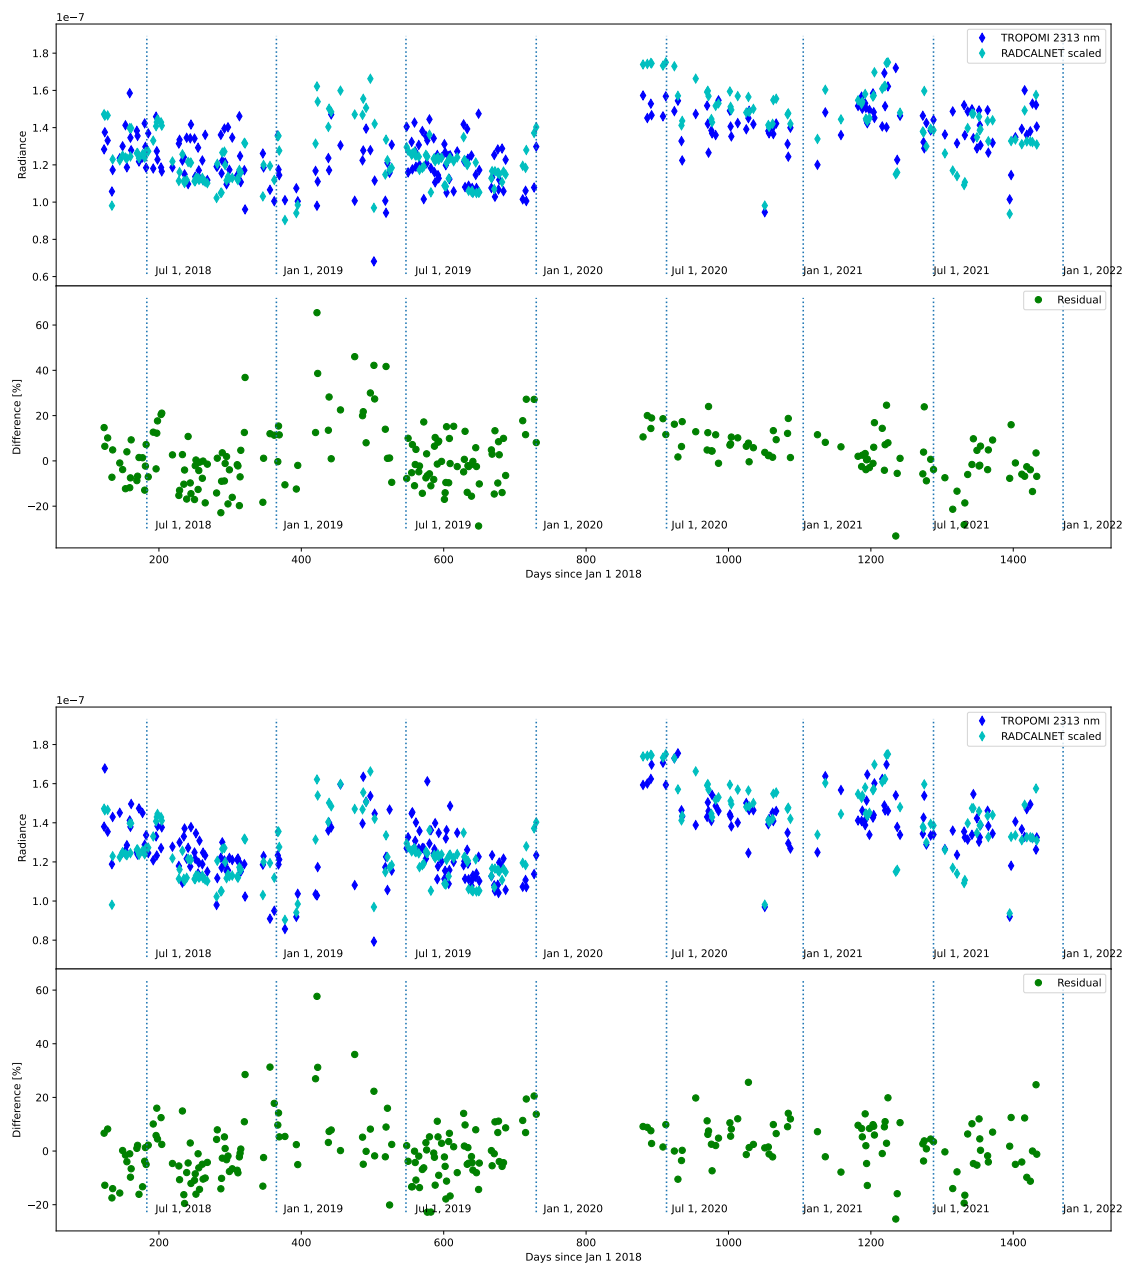 1e−7
TROPOMI 2313 nm
RADCALNET scaled
1.8
1.6
1.4
1.2
1.0
0.8
0.6
Radiance
Jul 1, 2018
Jan 1, 2019
Jul 1, 2019
Jan 1, 2020
Jul 1, 2020
Jan 1, 2021
Jul 1, 2021
Jan 1, 2022
Residual
60
40
20
0
−20
Difference [%]
Jul 1, 2018
Jan 1, 2019
Jul 1, 2019
Jan 1, 2020
Jul 1, 2020
Jan 1, 2021
Jul 1, 2021
Jan 1, 2022
200
400
600
800
1000
1200
1400
Days since Jan 1 2018
1e−7
TROPOMI 2313 nm
RADCALNET scaled
1.8
1.6
1.4
1.2
1.0
0.8
Radiance
Jul 1, 2018
Jan 1, 2019
Jul 1, 2019
Jan 1, 2020
Jul 1, 2020
Jan 1, 2021
Jul 1, 2021
Jan 1, 2022
Residual
60
40
20
0
−20
Difference [%]
Jul 1, 2018
Jan 1, 2019
Jul 1, 2019
Jan 1, 2020
Jul 1, 2020
Jan 1, 2021
Jul 1, 2021
Jan 1, 2022
200
400
600
800
1000
1200
1400
Days since Jan 1 2018